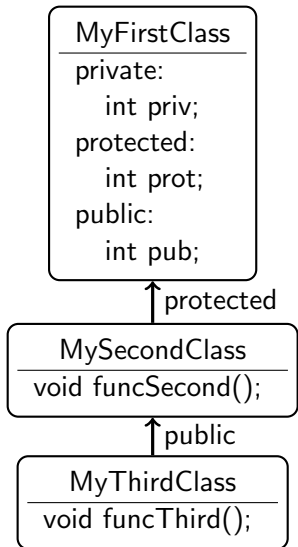 MyFirstClass
private:
int priv;
protected:
int prot;
public:
int pub;
protected
MySecondClass
void funcSecond();
public
MyThirdClass
void funcThird();